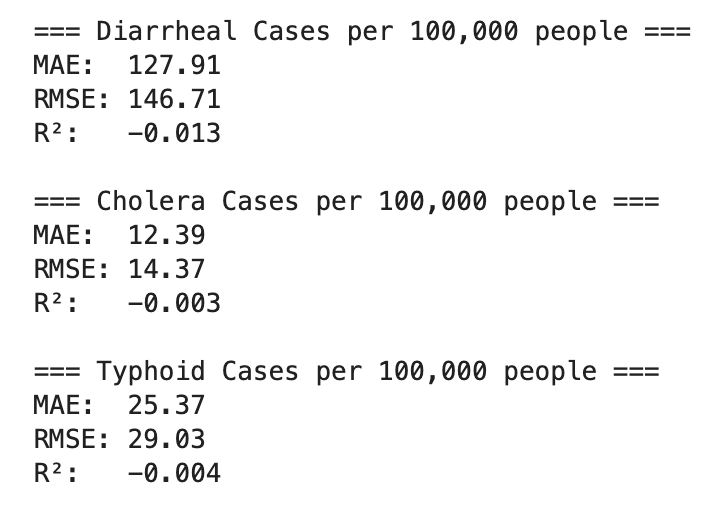 === Diarrheal Cases per 100,000 people ===
MAE:  127.91
RMSE: 146.71
R²:   -0.013

=== Cholera Cases per 100,000 people ===
MAE:  12.39
RMSE: 14.37
R²:   -0.003

=== Typhoid Cases per 100,000 people ===
MAE:  25.37
RMSE: 29.03
R²:   -0.004